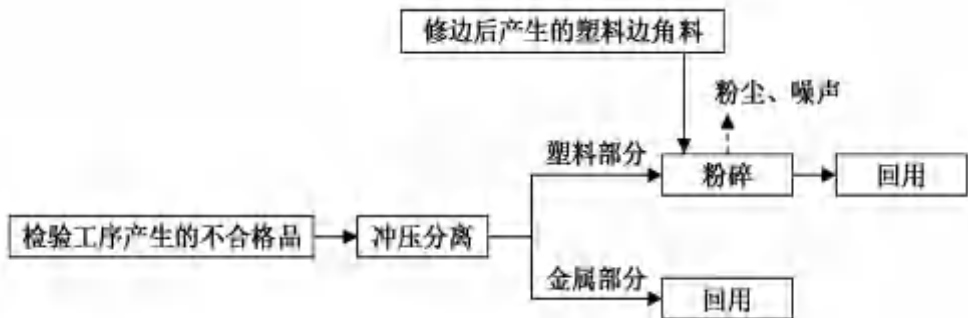 修边后产生的塑料边角料
粉尘、噪声
塑料部分
粉碎
回用
检验工序产生的不合格品
冲压分离
金属部分
回用